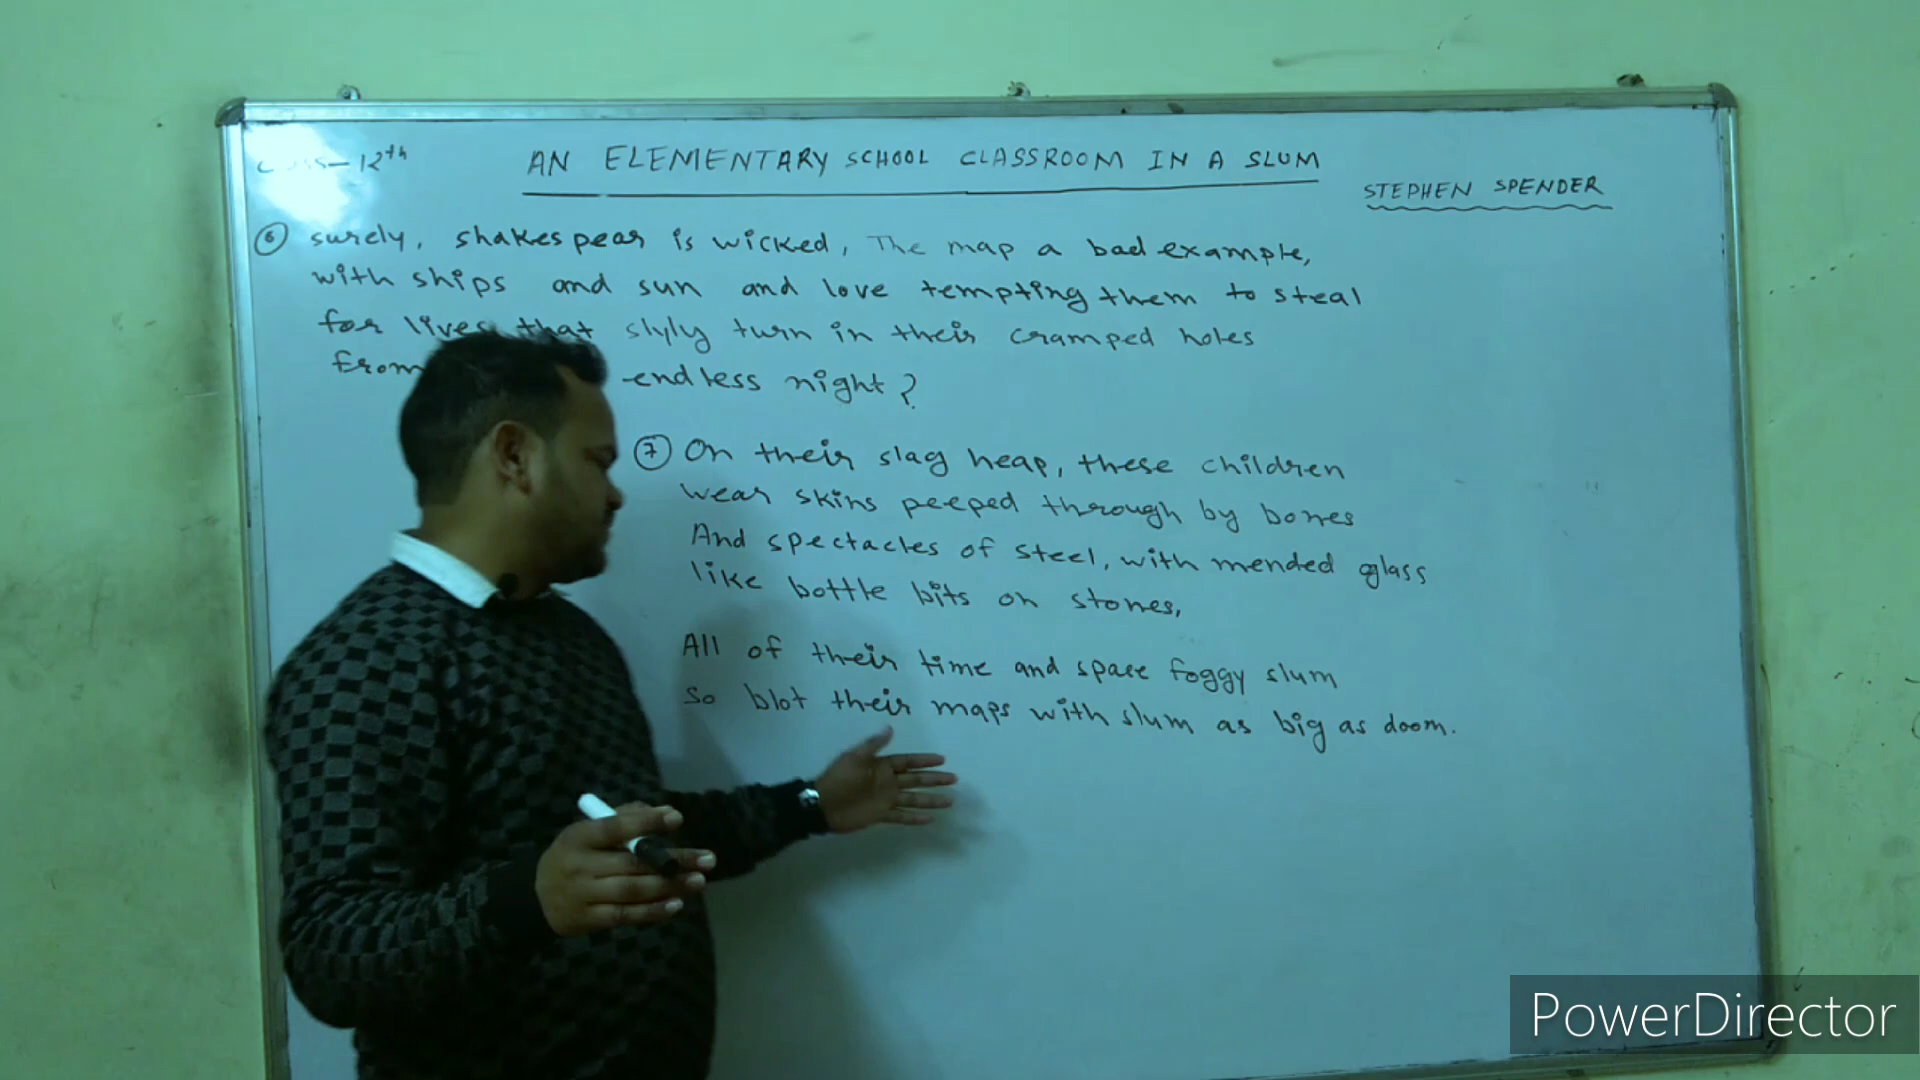 CLASS-12th
AN ELEMENTARY SCHOOL CLASSROOM IN A SLUM
STEPHEN SPENDER
6 surely, shakespear is wicked, The map a bad example,
with ships and sun and love tempting them to steal
for lives that slyly turn in their cramped holes
from endless night?
7 On their slag heap, these children
wear skins peeped through by bones
And spectacles of steel, with mended glass
like bottle bits on stones,
All of their time and space foggy slum
So blot their maps with slum as big as doom.
PowerDirector